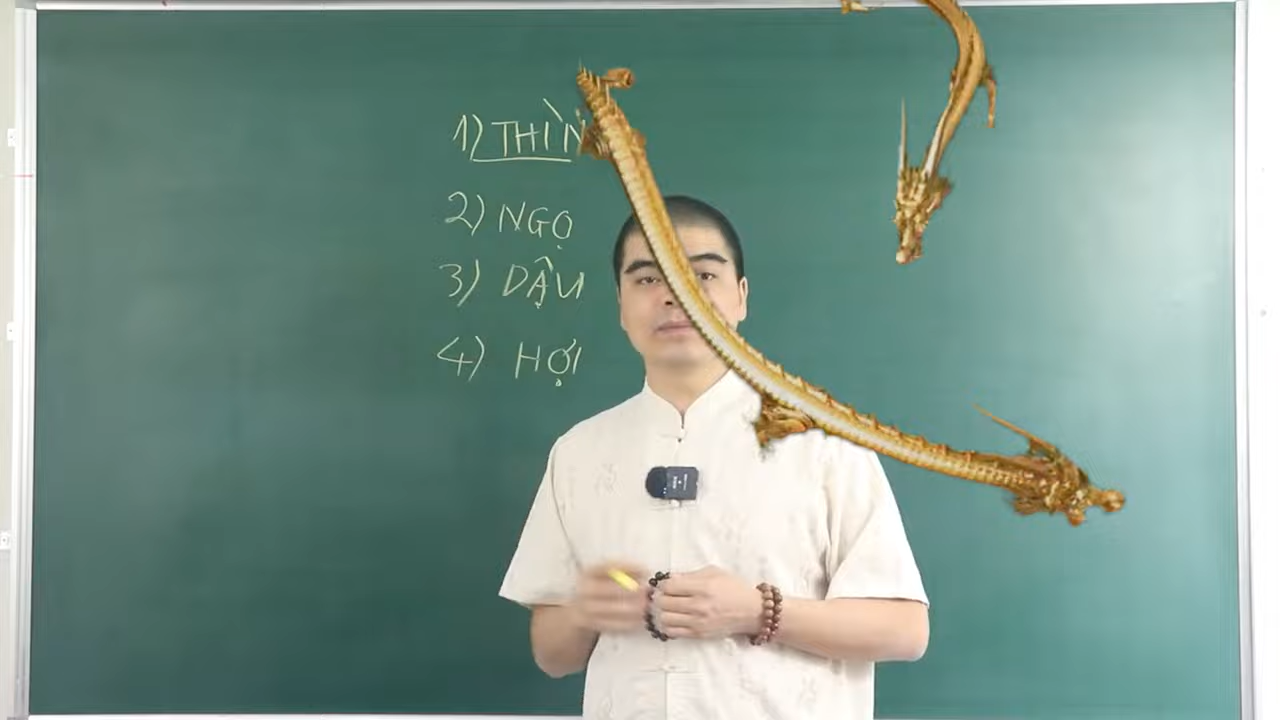 1) THÌN
2) NGỌ
3) DẬU
4) HỢI